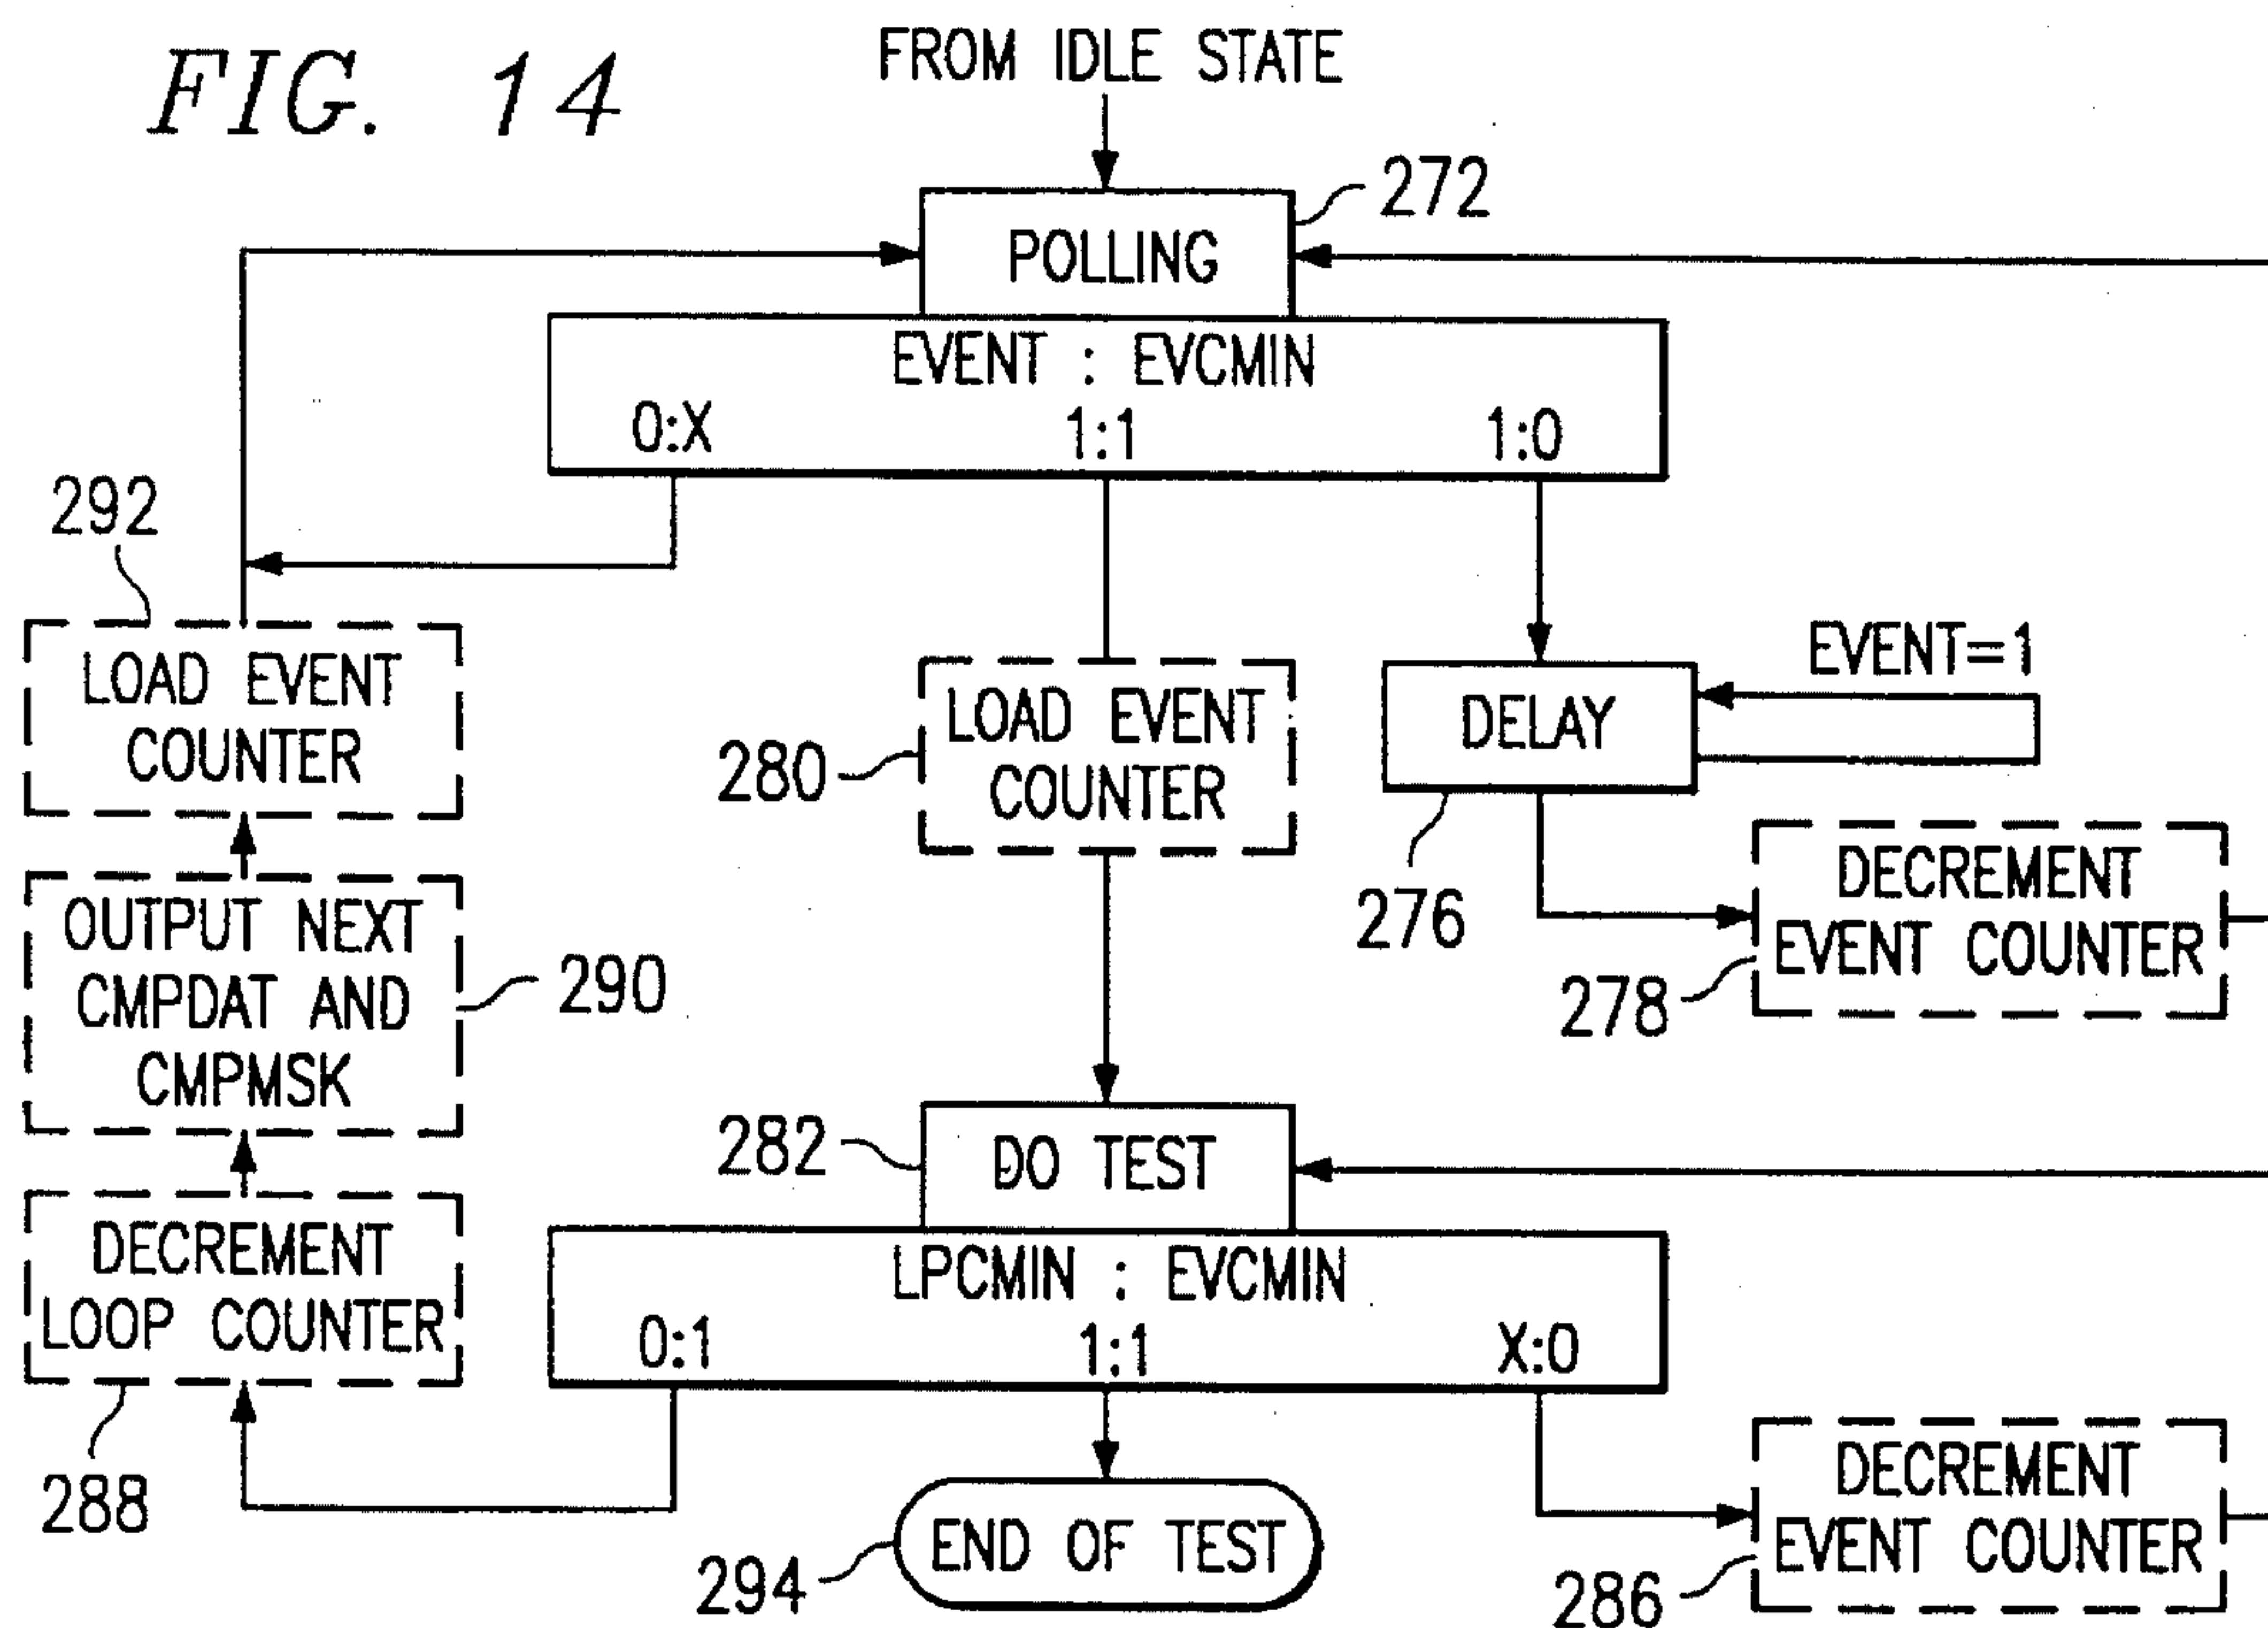 FIG. 14
FROM IDLE STATE
272
POLLING
EVENT : EVCMIN
0:X
1:1
1:0
292
LOAD EVENT
COUNTER
280
LOAD EVENT
COUNTER
EVENT=1
DELAY
276
DECREMENT
EVENT COUNTER
278
OUTPUT NEXT
CMPDAT AND
CMPMSK
290
282
DO TEST
LPCMIN : EVCMIN
0:1
1:1
X:0
DECREMENT
LOOP COUNTER
288
END OF TEST
294
DECREMENT
EVENT COUNTER
286